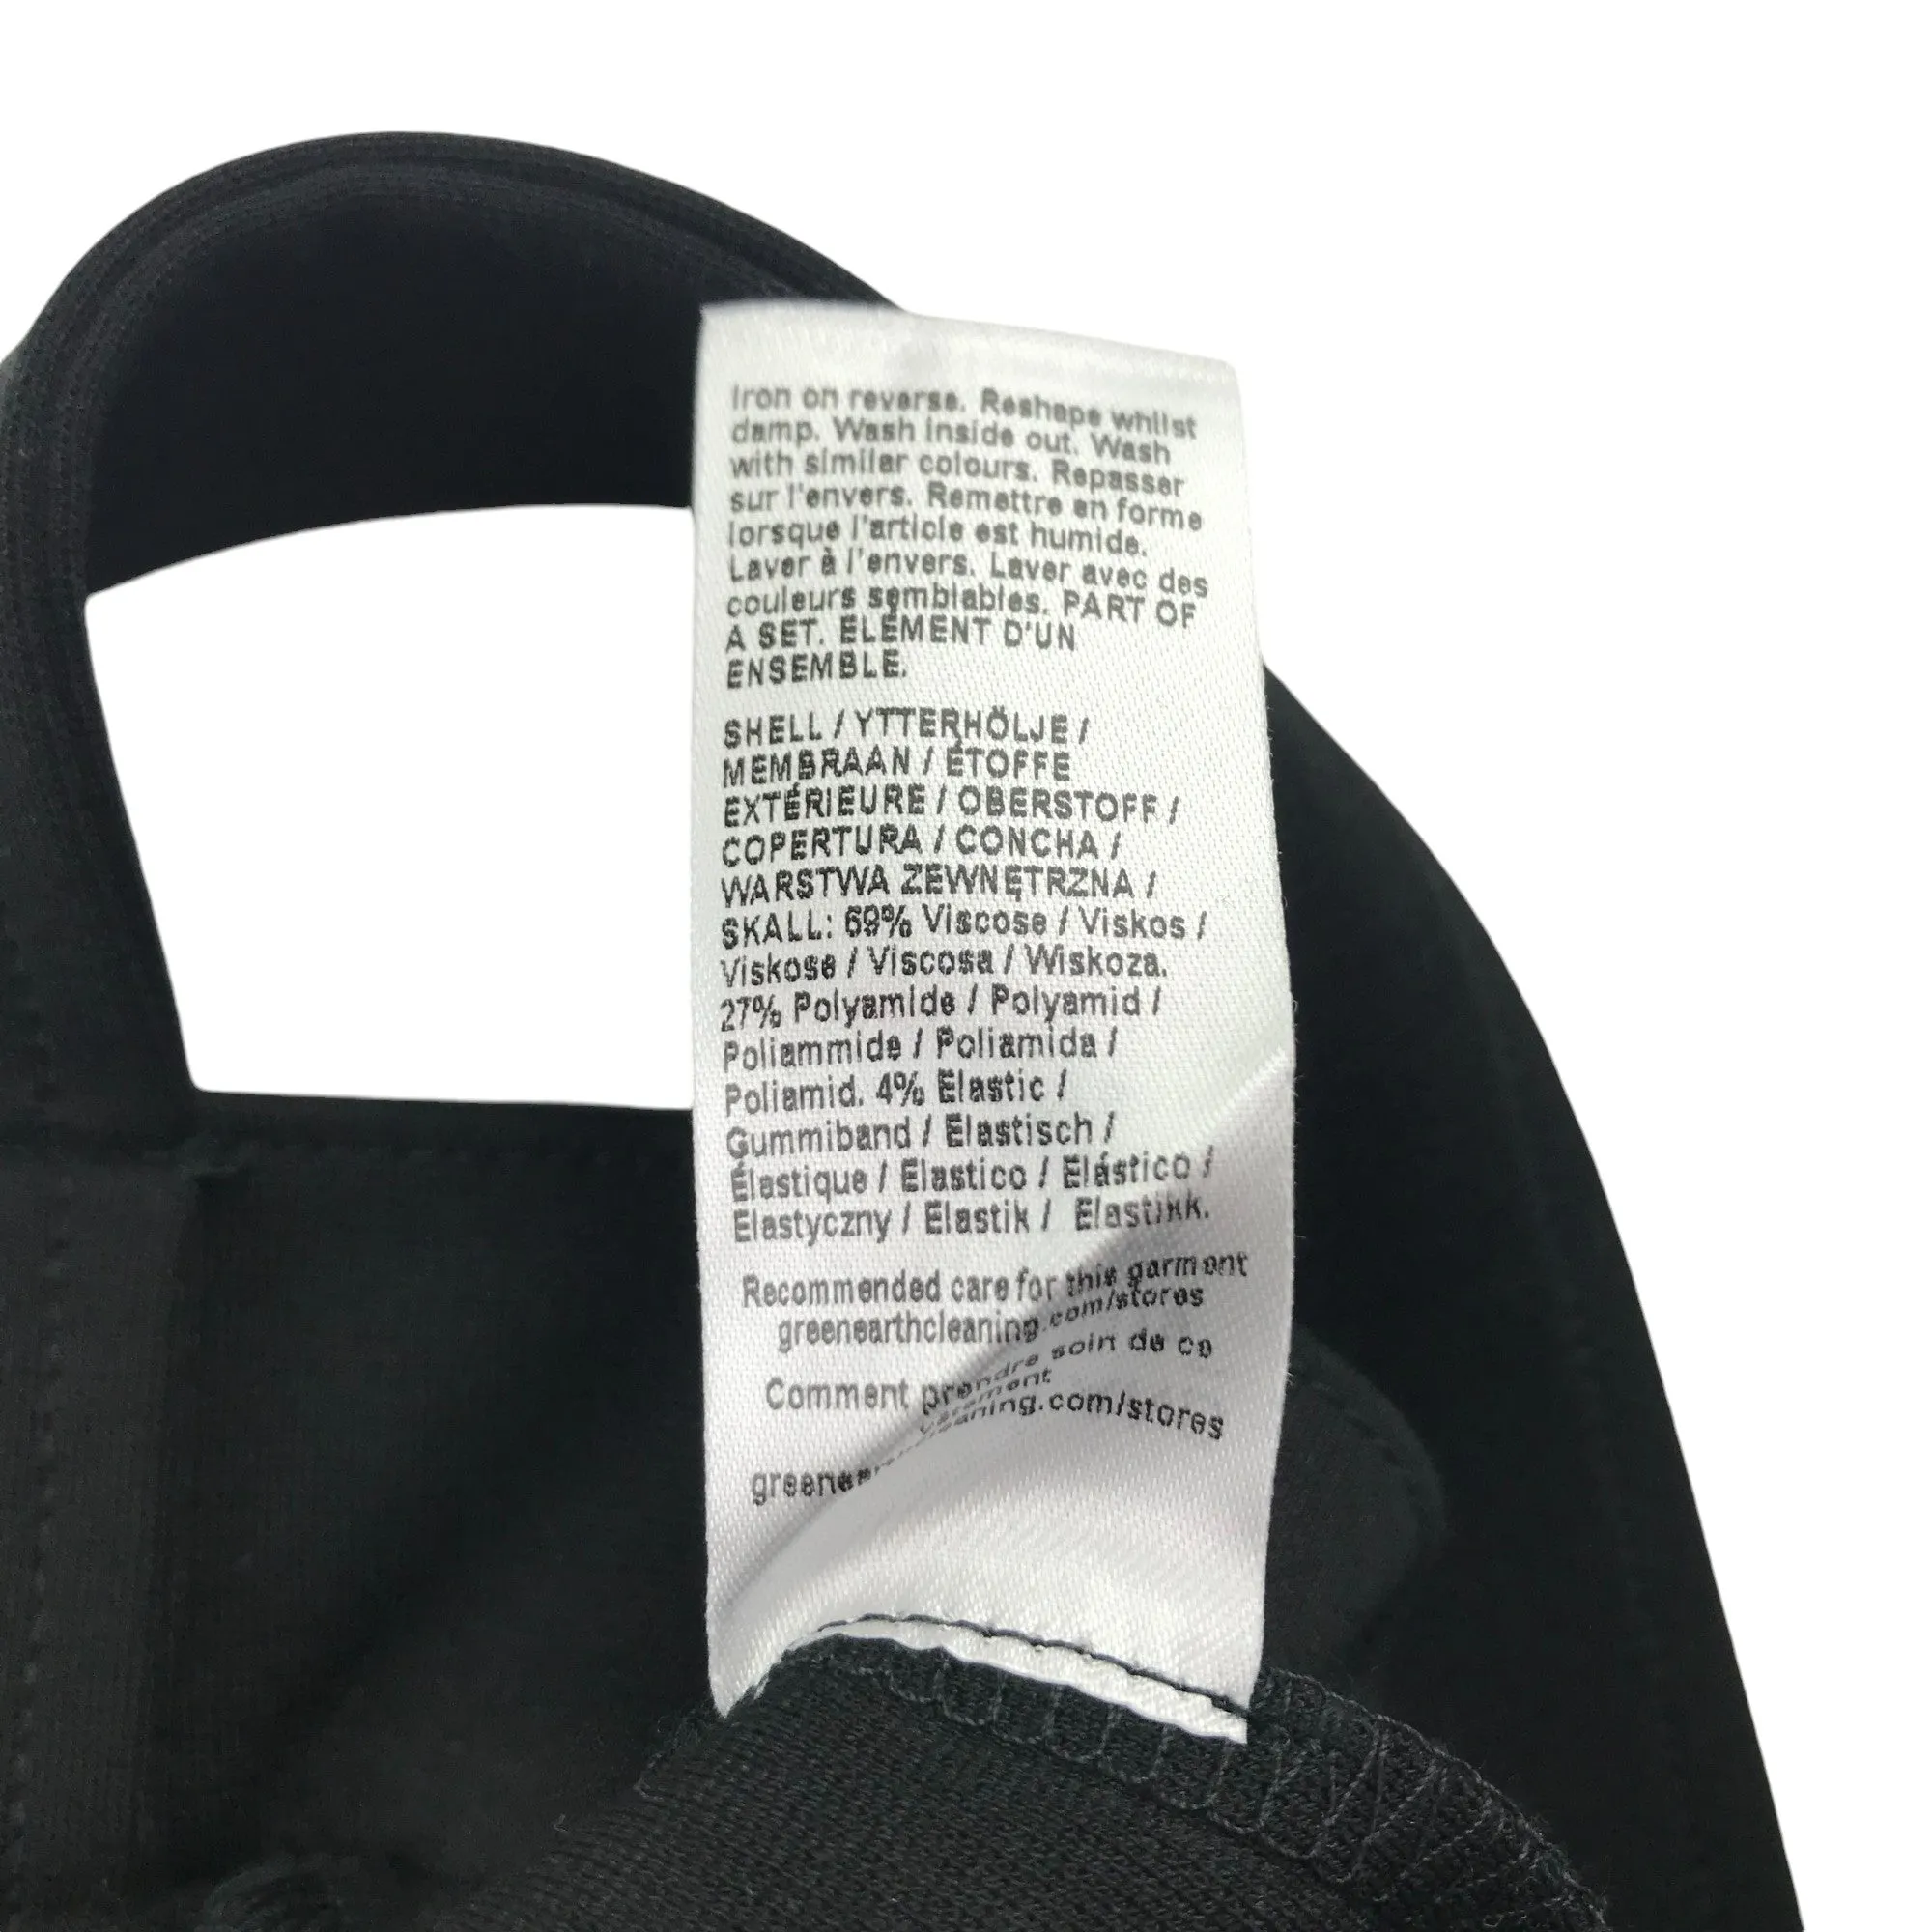 Iron on reverse. Reshape whilst
damp. Wash inside out. Wash
with similar colours. Repasser
sur l'envers. Remettre en forme
lorsque l'article est humide.
Laver à l'envers. Laver avec des
couleurs semblables. PART OF
A SET. ELÉMENT D'UN
ENSEMBLE.
SHELL / YTTERHÖLJE /
MEMBRAAN / ÉTOFFE
EXTÉRIEURE / OBERSTOFF /
COPERTURA / CONCHA /
WARSTWA ZEWNĘTRZNA /
SKALL: 69% Viscose / Viskos /
Viskose / Viscosa / Wiskoza.
27% Polyamide / Polyamid /
Poliammide / Poliamida /
Poliamid. 4% Elastic /
Gummiband / Elastisch /
Élastique / Elastico / Elástico /
Elastyczny / Elastik / Elastikk.
Recommended care for this garment
greenearthcleaning.com/stores
Comment prendre soin de ce
.com/stores